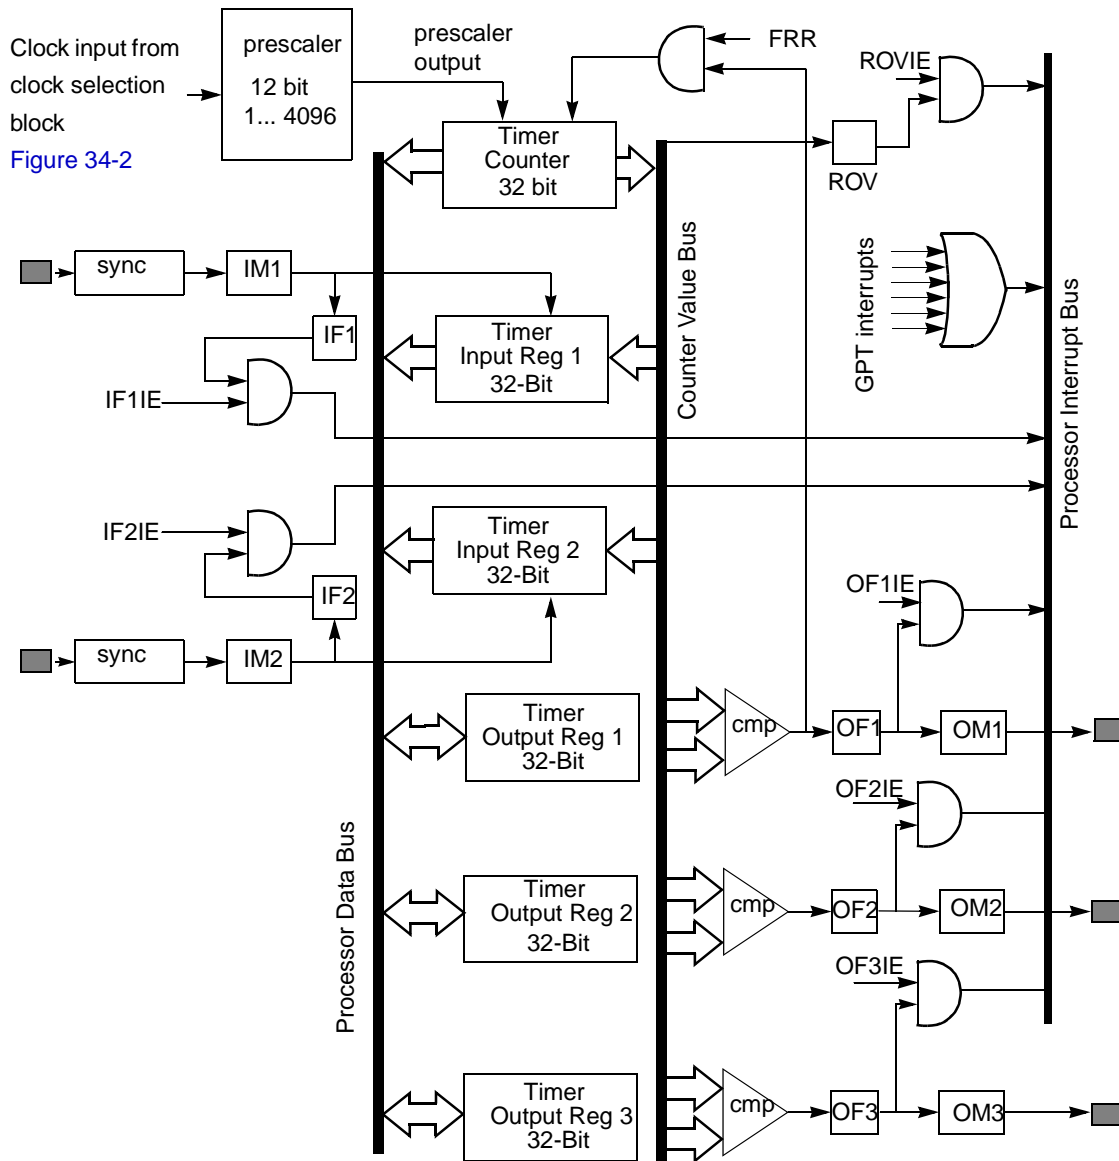 Clock input from
clock selection
block
Figure 34-2
prescaler
12 bit
1... 4096
prescaler
output
FRR
ROVIE
Timer
Counter
32 bit
ROV
sync
IM1
IF1
Timer
Input Reg 1
32-Bit
Counter Value Bus
GPT interrupts
Processor Interrupt Bus
IF1IE
IF2IE
Timer
Input Reg 2
32-Bit
IF2
sync
IM2
OF1IE
Timer
Output Reg 1
32-Bit
cmp
OF1
OM1
OF2IE
Processor Data Bus
Timer
Output Reg 2
32-Bit
cmp
OF2
OM2
OF3IE
Timer
Output Reg 3
32-Bit
cmp
OF3
OM3